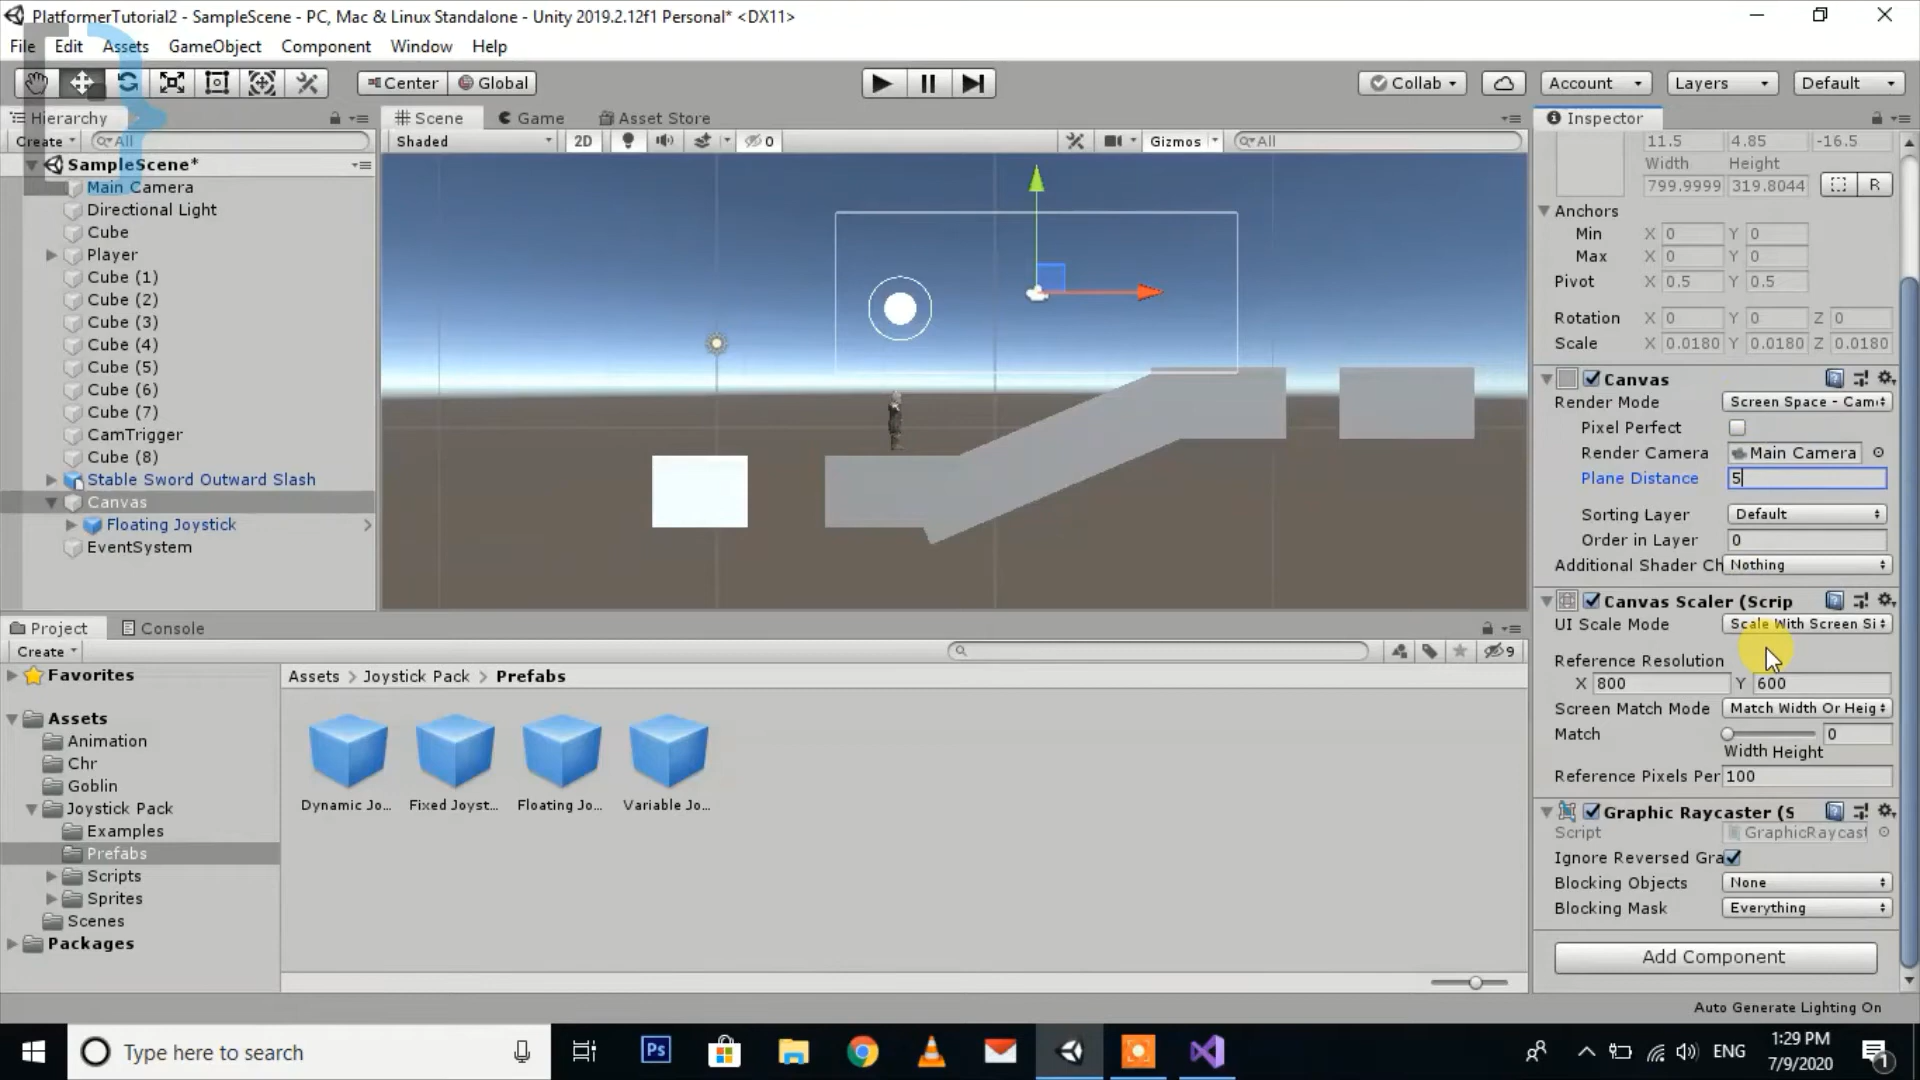 PlatformerTutorial2 - SampleScene - PC, Mac & Linux Standalone - Unity 2019.2.12f1 Personal* <DX11>
File Edit Assets GameObject Component Window Help
Center Global Collab Account Layers Default
Hierarchy
Create All
SampleScene*
Main Camera
Directional Light
Cube
Player
Cube (1)
Cube (2)
Cube (3)
Cube (4)
Cube (5)
Cube (6)
Cube (7)
CamTrigger
Cube (8)
Stable Sword Outward Slash
Canvas
Floating Joystick
EventSystem
Scene Game Asset Store
Shaded 2D 0 Gizmos All
Inspector
11.5 4.85 -16.5
Width Height
799.9999 319.8044 R
Anchors
Min X 0 Y 0
Max X 0 Y 0
Pivot X 0.5 Y 0.5
Rotation X 0 Y 0 Z 0
Scale X 0.0180 Y 0.0180 Z 0.0180
Canvas
Render Mode Screen Space - Cam
Pixel Perfect
Render Camera Main Camera
Plane Distance 5
Sorting Layer Default
Order in Layer 0
Additional Shader Ch Nothing
Canvas Scaler (Scrip
UI Scale Mode Scale With Screen Si
Reference Resolution
X 800 Y 600
Screen Match Mode Match Width Or Heig
Match 0
Width Height
Reference Pixels Per 100
Graphic Raycaster (S
Script GraphicRaycast
Ignore Reversed Gra
Blocking Objects None
Blocking Mask Everything
Add Component
Auto Generate Lighting On
Project Console
Create 9
Favorites
Assets
Animation
Chr
Goblin
Joystick Pack
Examples
Prefabs
Scripts
Sprites
Scenes
Packages
Assets > Joystick Pack > Prefabs
Dynamic Jo... Fixed Joyst... Floating Jo... Variable Jo...
Type here to search
Ps
ENG
1:29 PM
7/9/2020
1